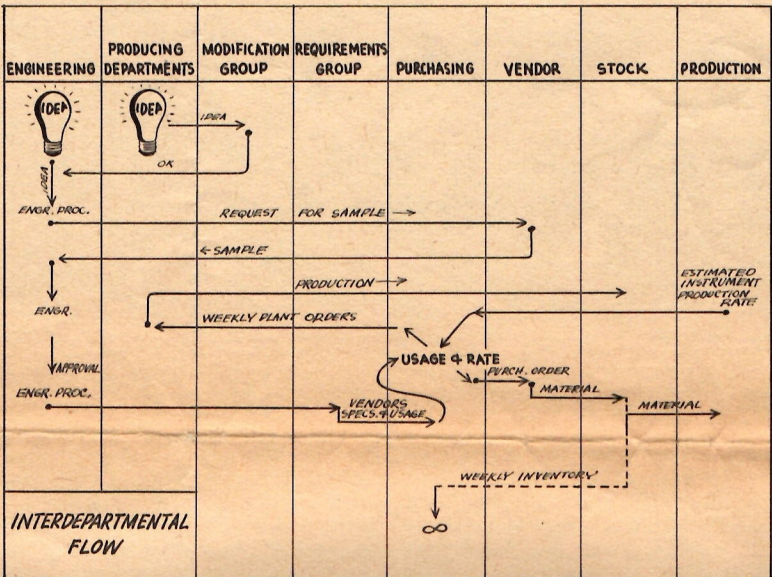 ENGINEERING
PRODUCING
DEPARTMENTS
MODIFICATION
GROUP
REQUIREMENTS
GROUP
PURCHASING
VENDOR
STOCK
PRODUCTION
IDEA
IDEA
IDEA
OK
IDEA
ENGR. PROC.
REQUEST FOR SAMPLE →
← SAMPLE
PRODUCTION →
ESTIMATED
INSTRUMENT
PRODUCTION
RATE
ENGR.
WEEKLY PLANT ORDERS
USAGE & RATE
APPROVAL
PURCH. ORDER
MATERIAL
ENGR. PROC.
VENDORS
SPECS. & USAGE
MATERIAL
WEEKLY INVENTORY
∞
INTERDEPARTMENTAL
FLOW